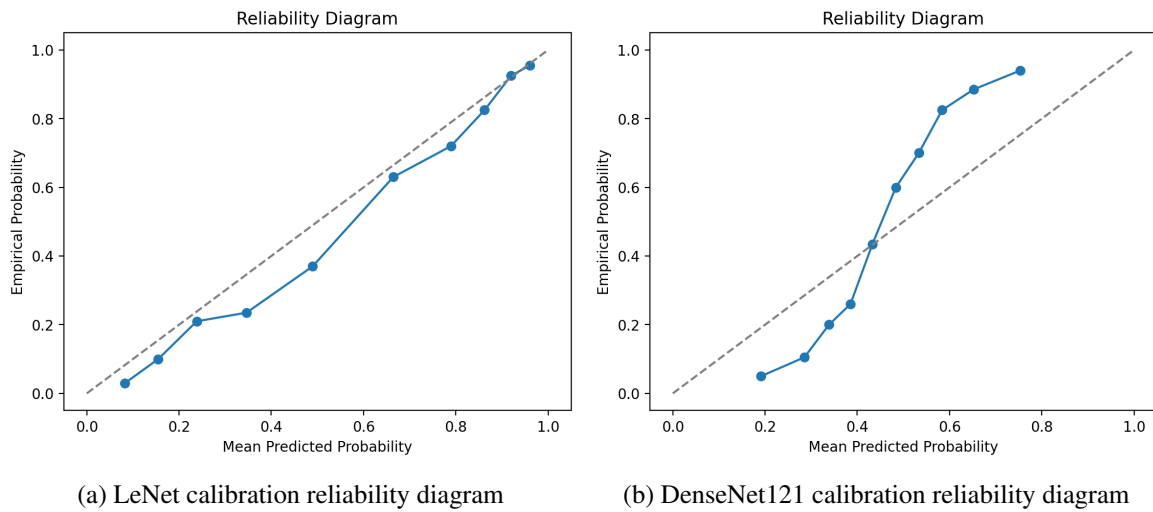 Reliability Diagram
1.0
0.8
0.6
0.4
0.2
0.0
Empirical Probability
0.0 0.2 0.4 0.6 0.8 1.0
Mean Predicted Probability
(a) LeNet calibration reliability diagram
Reliability Diagram
1.0
0.8
0.6
0.4
0.2
0.0
Empirical Probability
0.0 0.2 0.4 0.6 0.8 1.0
Mean Predicted Probability
(b) DenseNet121 calibration reliability diagram